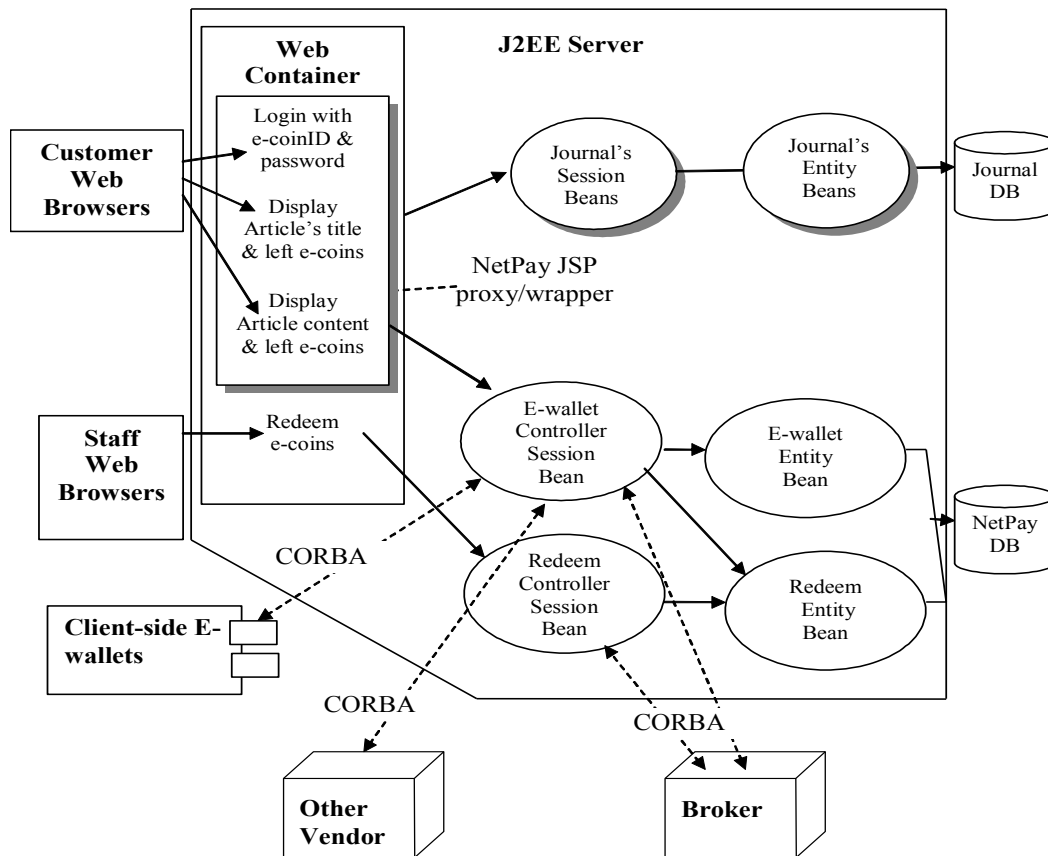 J2EE Server
Web
Container
Login with
e-coinID &
password
Display
Article's title
& left e-coins
Display
Article content
& left e-coins
Redeem
e-coins
Customer
Web
Browsers
Staff
Web
Browsers
Journal's
Session
Beans
Journal's
Entity
Beans
Journal
DB
NetPay JSP
proxy/wrapper
E-wallet
Controller
Session
Bean
E-wallet
Entity
Bean
NetPay
DB
Redeem
Controller
Session
Bean
Redeem
Entity
Bean
CORBA
Client-side E-
wallets
CORBA
CORBA
Other
Vendor
Broker